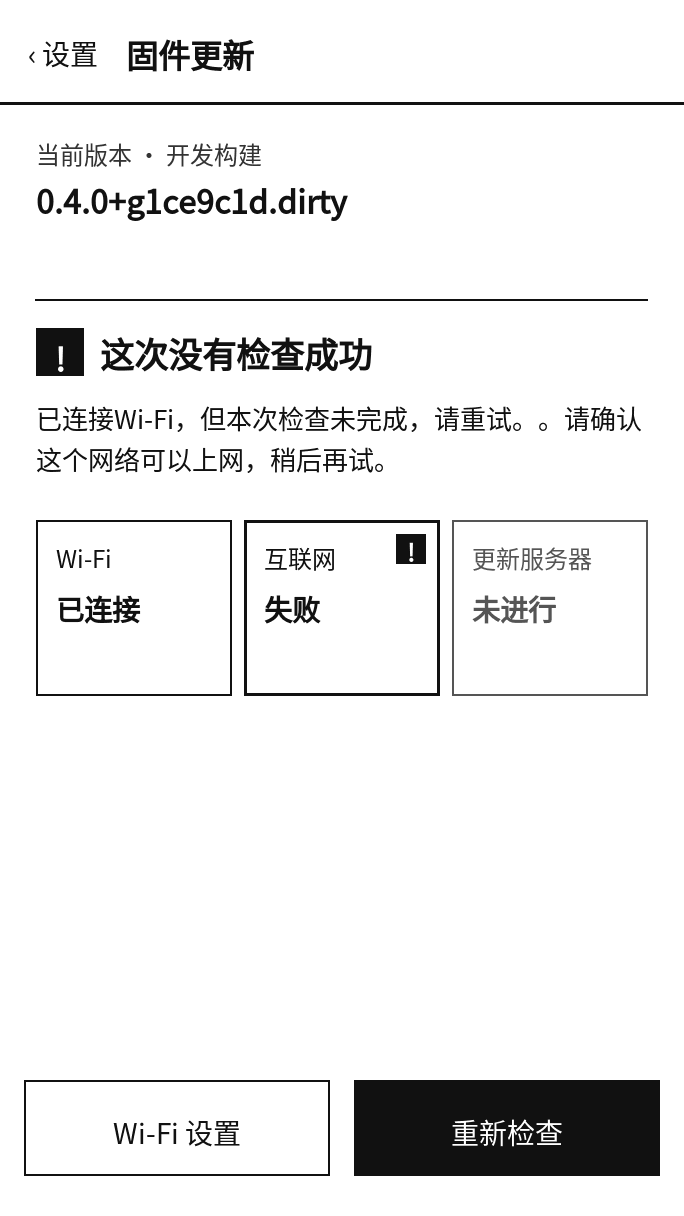 ‹ 设置 固件更新
当前版本 · 开发构建
0.4.0+g1ce9c1d.dirty
! 这次没有检查成功
已连接Wi-Fi，但本次检查未完成，请重试。。请确认
这个网络可以上网，稍后再试。
Wi-Fi
已连接
互联网 !
失败
更新服务器
未进行
Wi-Fi 设置
重新检查